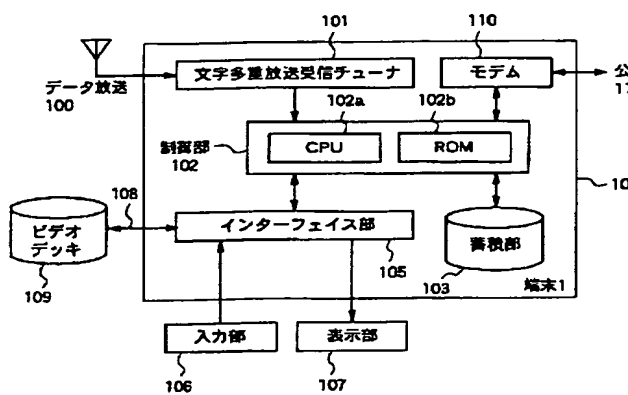 101
110
文字多重放送受信チューナ
モデム
公
17
データ放送
100
102a
102b
制御部
102
CPU
ROM
10
108
ビデオ
デッキ
109
インターフェイス部
105
蓄積部
103
端末1
入力部
106
表示部
107